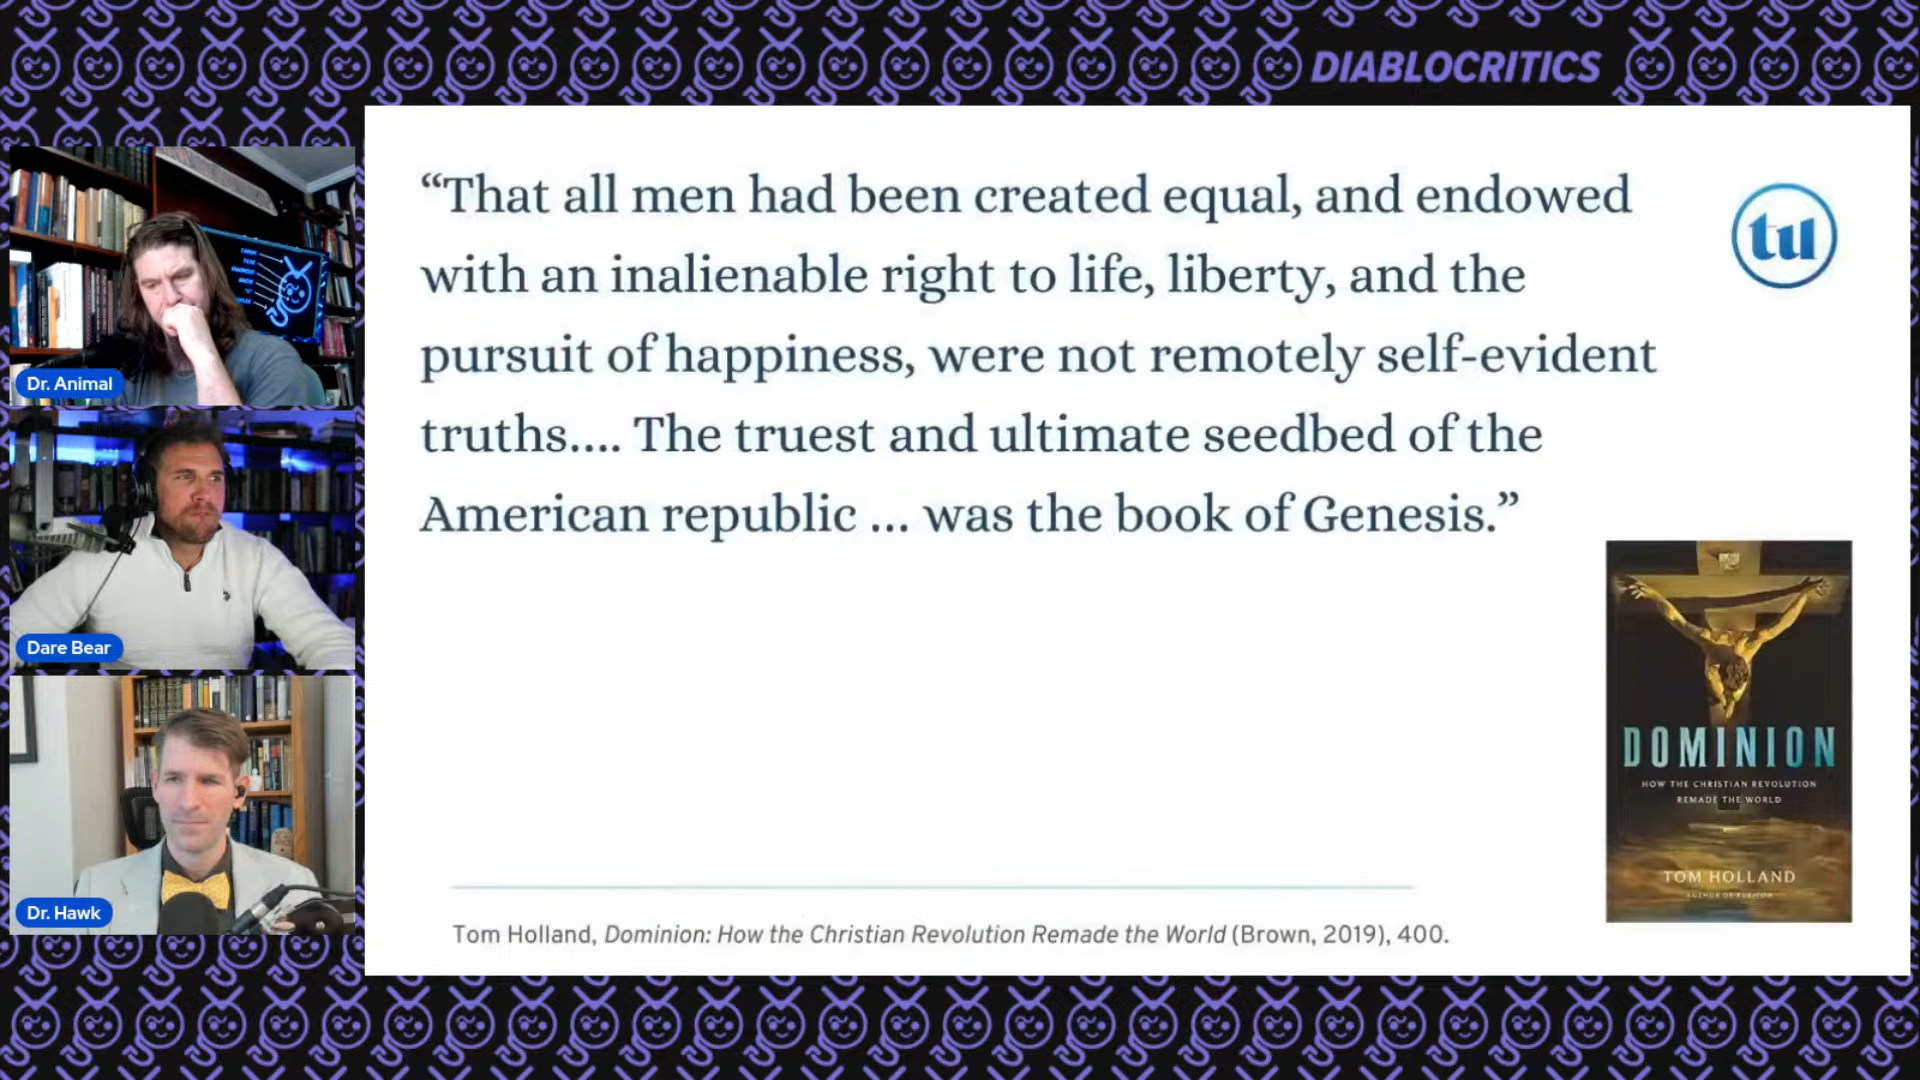 DIABLOCRITICS
“That all men had been created equal, and endowed
with an inalienable right to life, liberty, and the
pursuit of happiness, were not remotely self-evident
truths.... The truest and ultimate seedbed of the
American republic ... was the book of Genesis.”
tu
Dr. Animal
Dare Bear
Dr. Hawk
DOMINION
HOW THE CHRISTIAN REVOLUTION
REMADE THE WORLD
TOM HOLLAND
Tom Holland, Dominion: How the Christian Revolution Remade the World (Brown, 2019), 400.